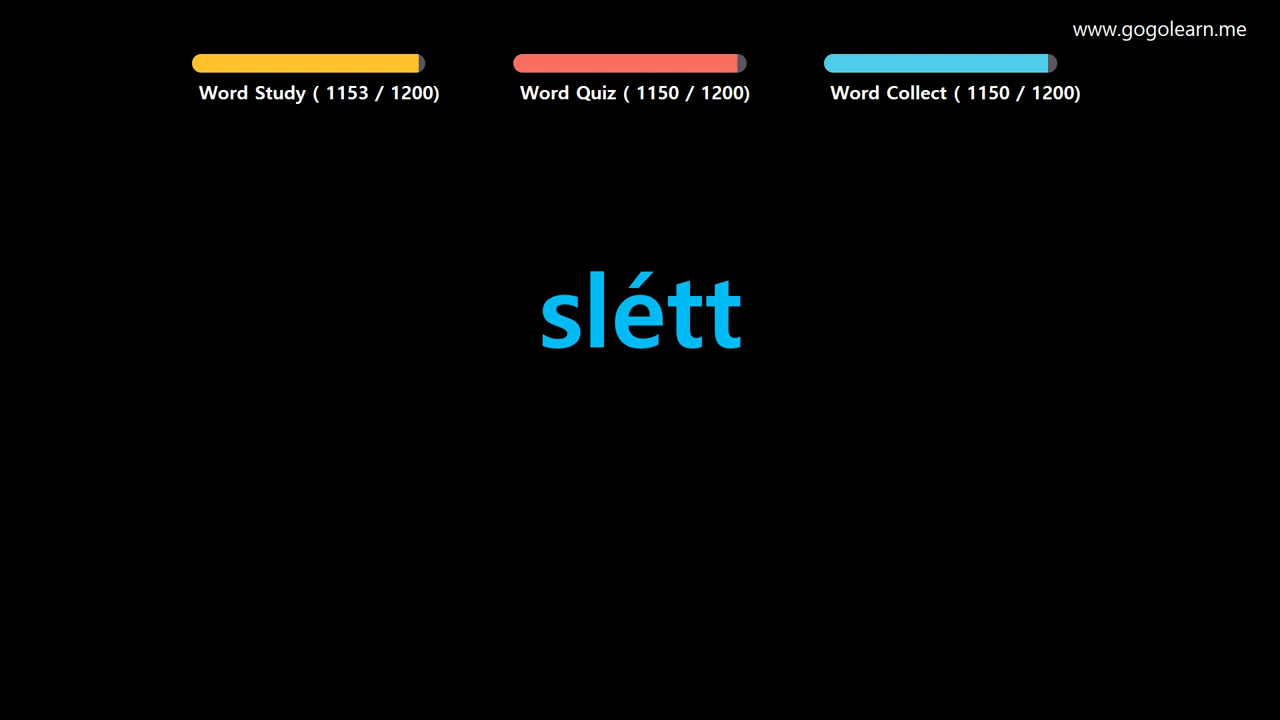 www.gogolearn.me
Word Study ( 1153 / 1200)
Word Quiz ( 1150 / 1200)
Word Collect ( 1150 / 1200)
slétt